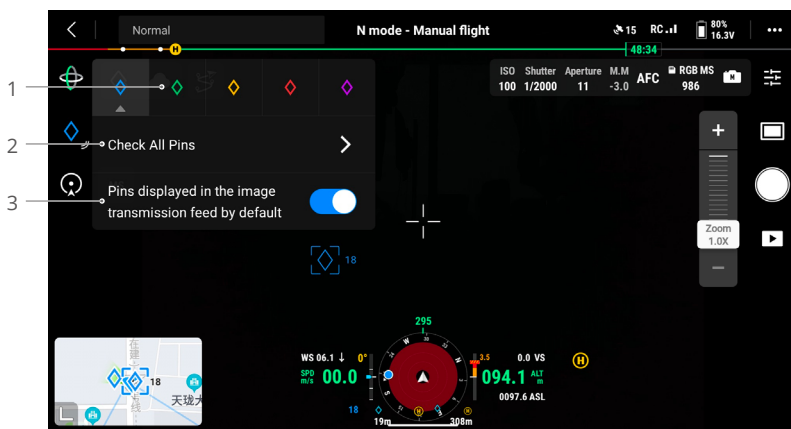 Normal
N mode - Manual flight
15
RC
80%
16.3V
H
48:34
1
2
3
Check All Pins
Pins displayed in the image
transmission feed by default
ISO
100
Shutter
1/2000
Aperture
11
M.M
-3.0
AFC
RGB MS
986
+
Zoom
1.0X
−
18
295
WS 06.1
0°
SPD
m/s
00.0
W
30
33
N
S
E
3.5
0.0 VS
094.1
ALT
m
0097.6 ASL
H
18
19m
H
H
308m
在
建
18
天珑大
线